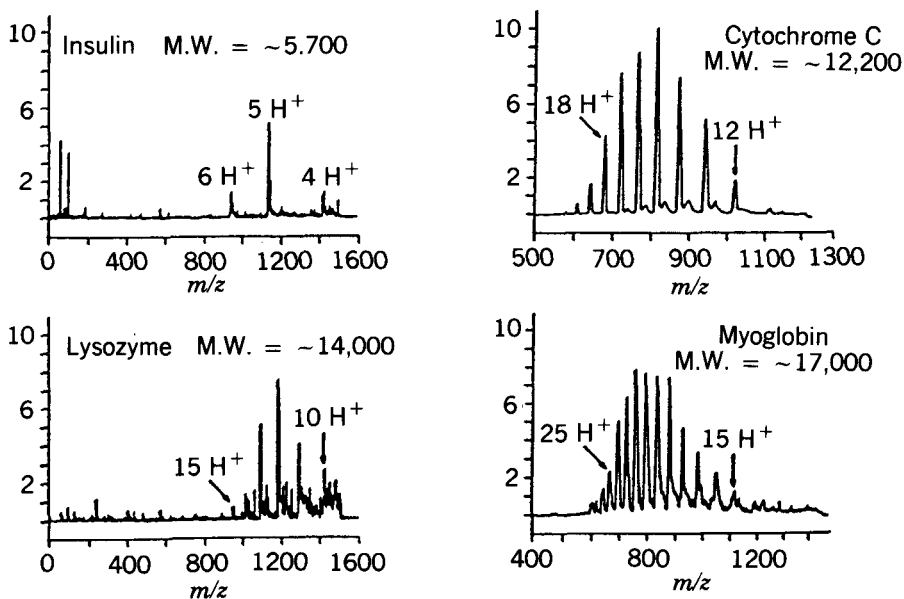 10
Insulin M.W. = ~5.700
5 H+
6
6 H+
4 H+
2
0 400 800 1200 1600
m/z
10
Cytochrome C
M.W. = ~12,200
18 H+
6
12 H+
2
500 700 900 1100 1300
m/z
10
Lysozyme M.W. = ~14,000
6
10 H+
15 H+
2
0 400 800 1200 1600
m/z
10
Myoglobin
M.W. = ~17,000
6
25 H+
15 H+
2
400 800 1200
m/z